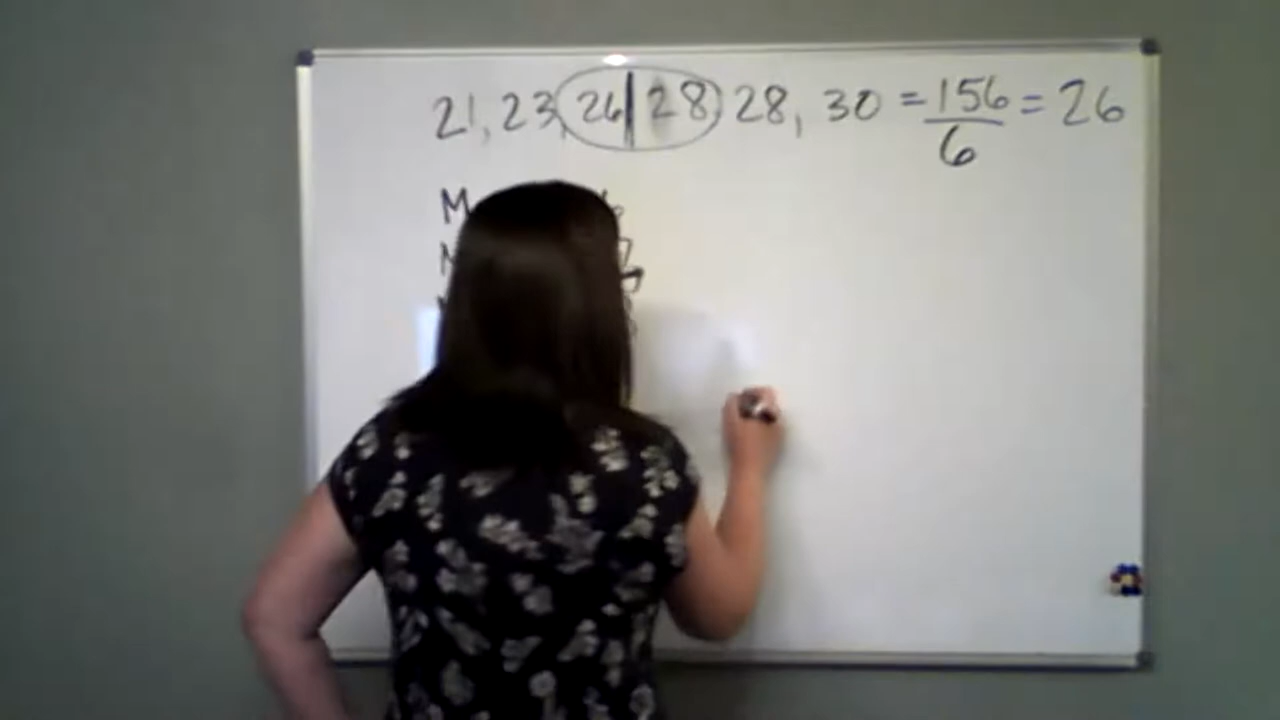 21, 23, 26 | 28, 28, 30 = 156/6 = 26